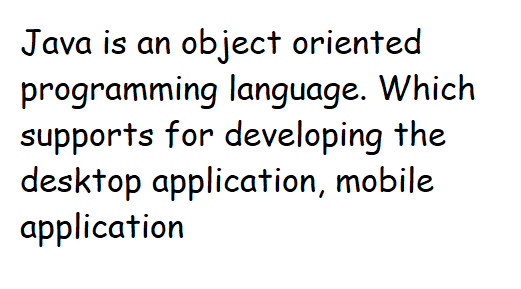 Java is an object oriented
programming language. Which
supports for developing the
desktop application, mobile
application